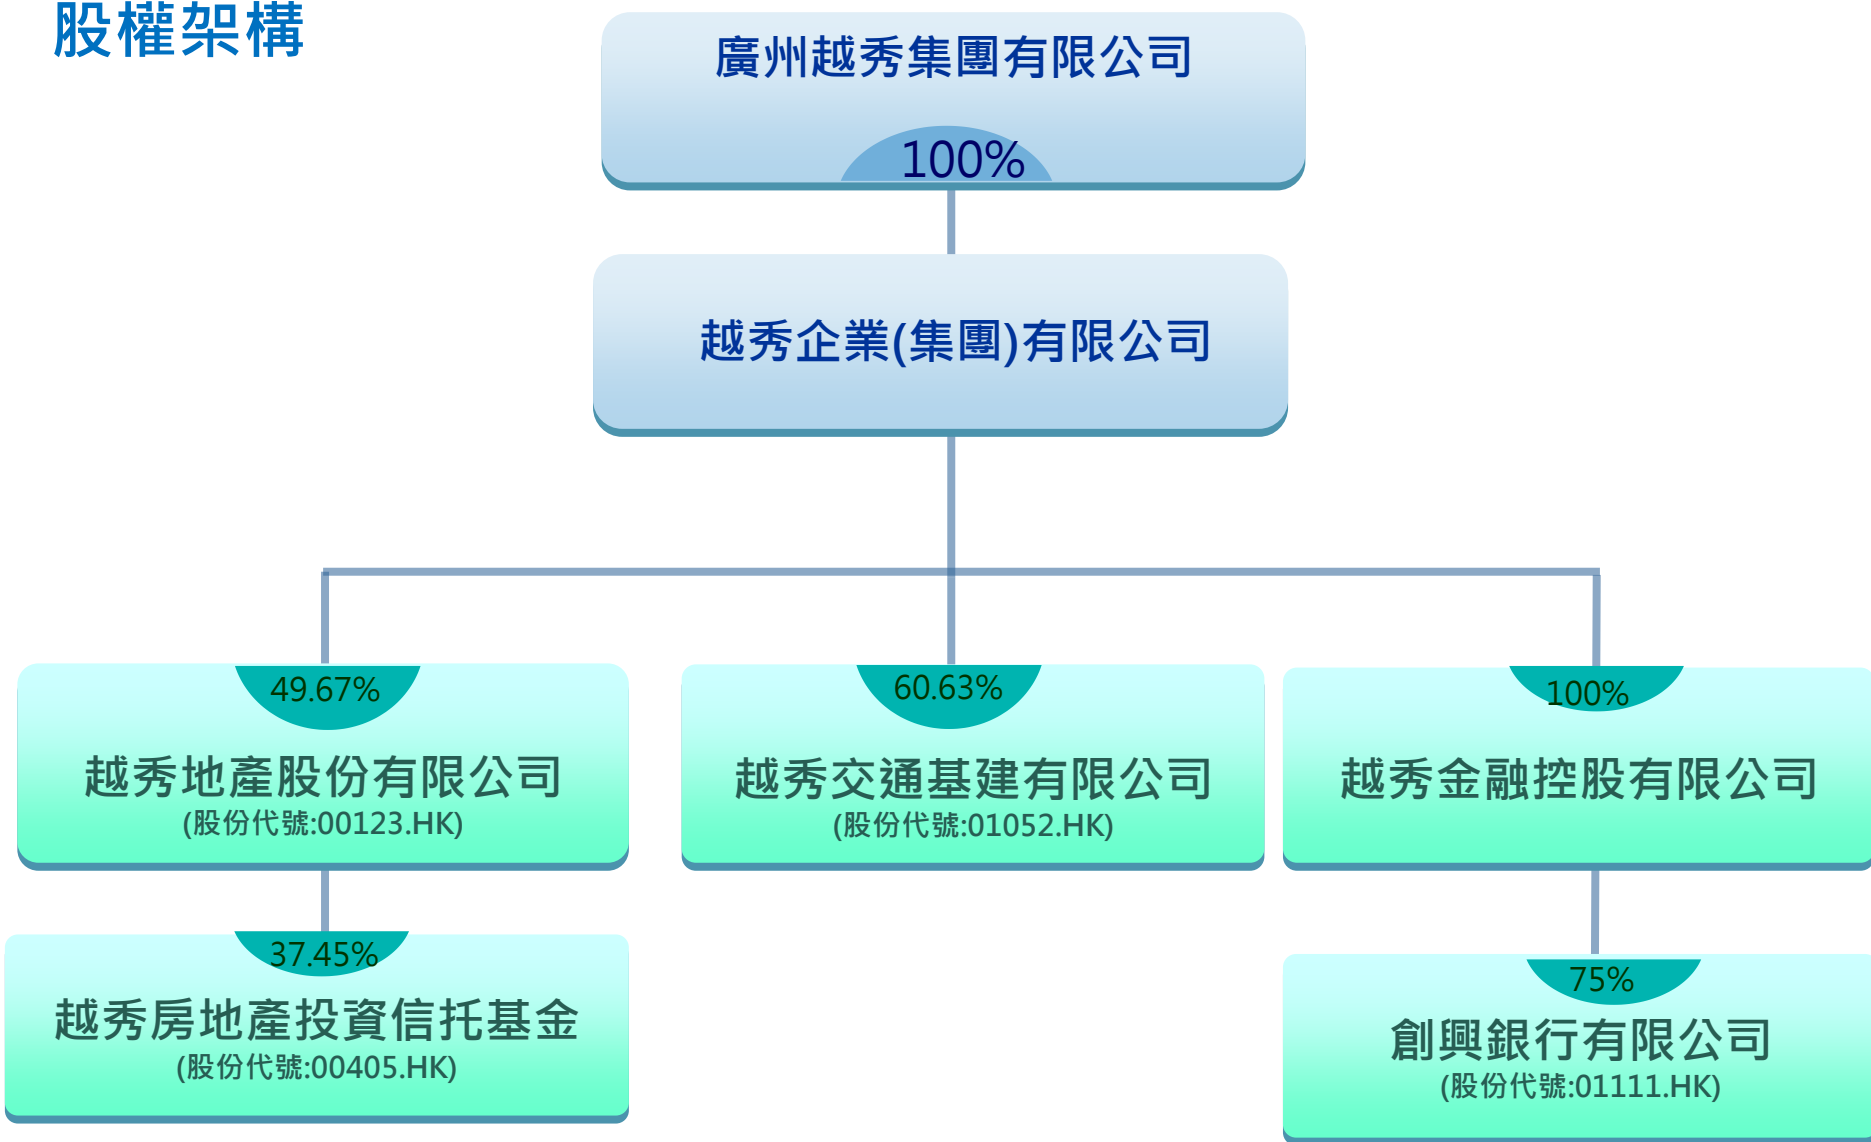 股權架構
廣州越秀集團有限公司
100%
越秀企業(集團)有限公司
49.67%
越秀地產股份有限公司
(股份代號:00123.HK)
60.63%
越秀交通基建有限公司
(股份代號:01052.HK)
100%
越秀金融控股有限公司
37.45%
越秀房地產投資信托基金
(股份代號:00405.HK)
75%
創興銀行有限公司
(股份代號:01111.HK)